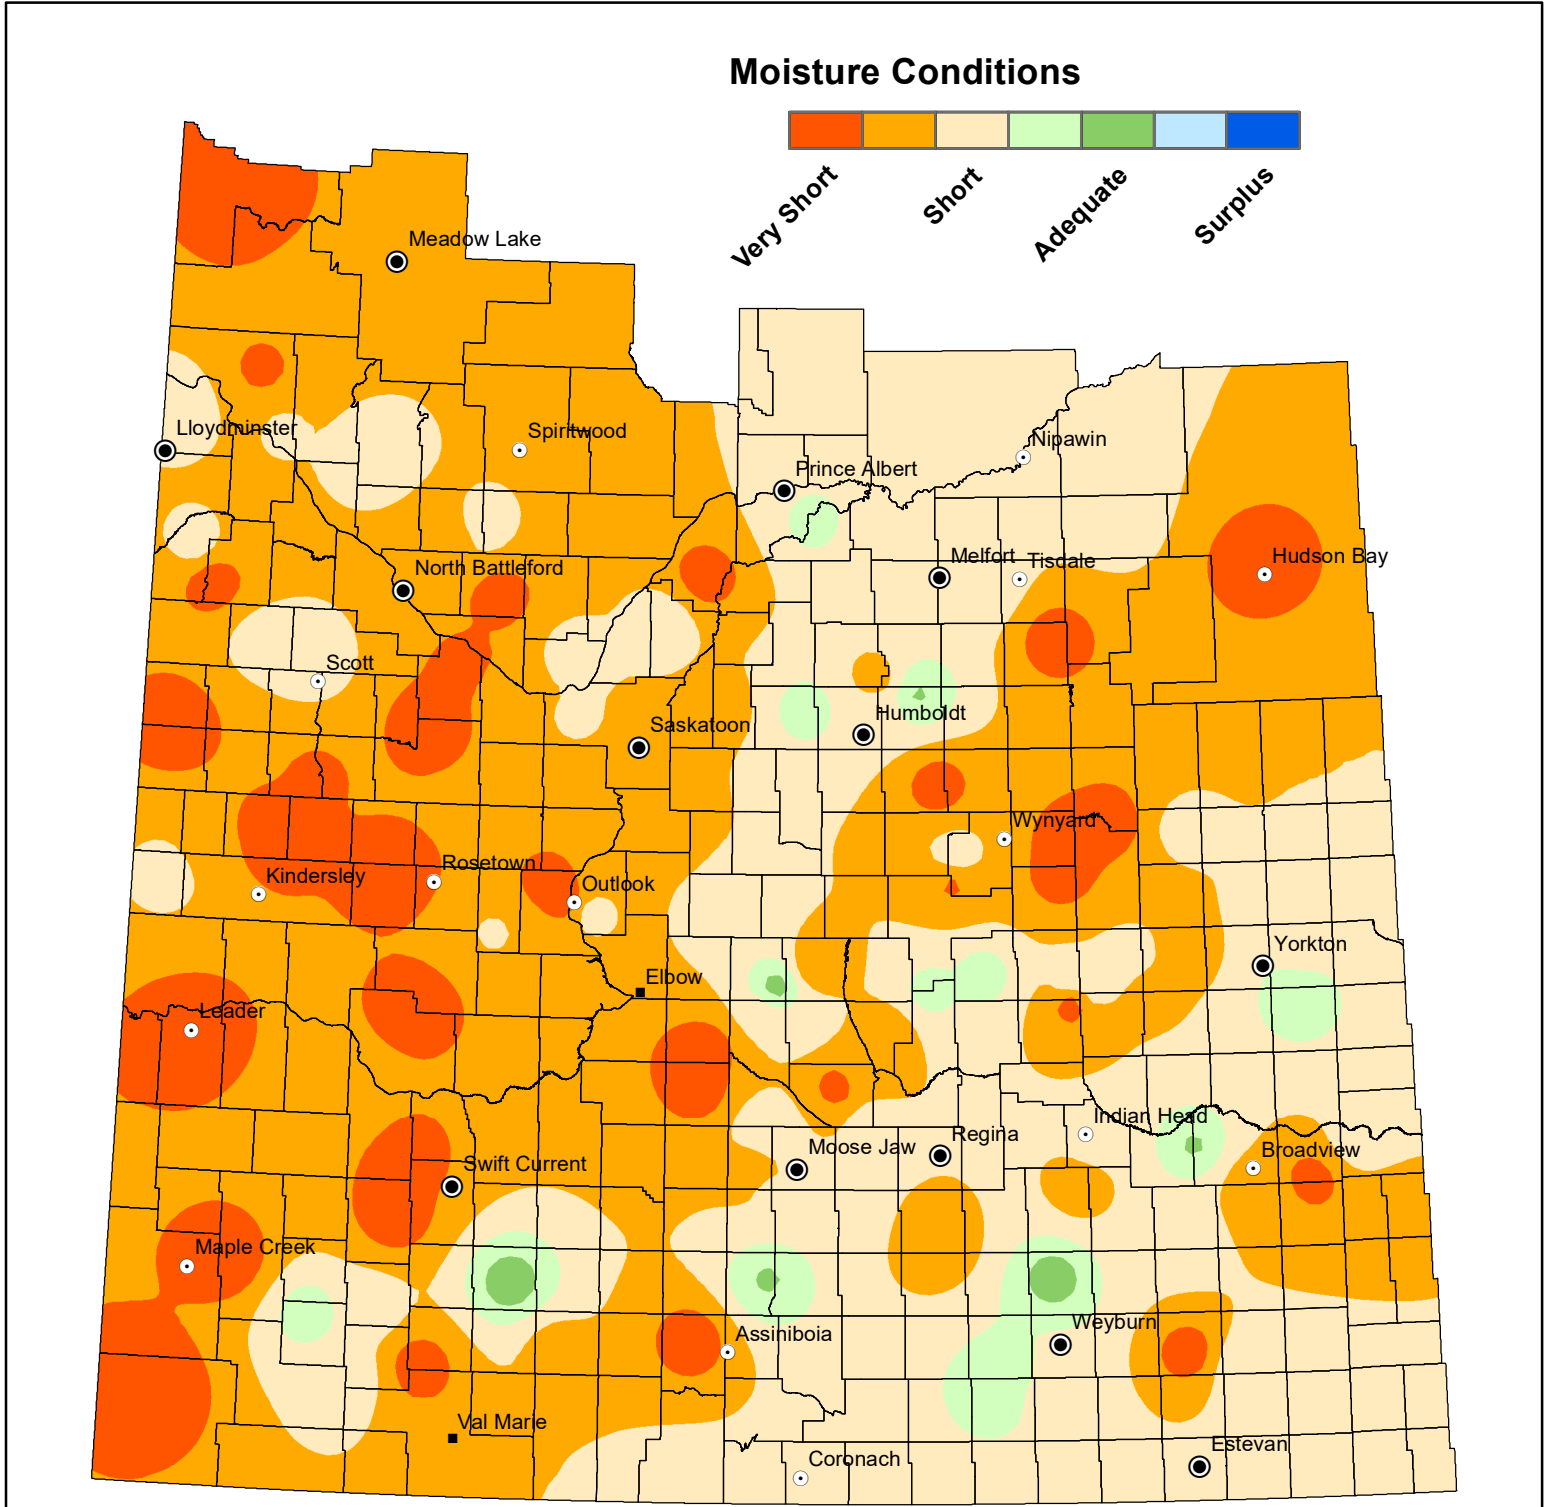 Moisture Conditions
Very Short
Short
Adequate
Surplus
Meadow Lake
Lloydminster
Spiritwood
Nipawin
Prince Albert
Hudson Bay
Melfort
Tisdale
North Battleford
Scott
Humboldt
Saskatoon
Wynyard
Rosetown
Kindersley
Outlook
Yorkton
Elbow
Leader
Indian Head
Regina
Moose Jaw
Broadview
Swift Current
Maple Creek
Weyburn
Assiniboia
Val Marie
Estevan
Coronach